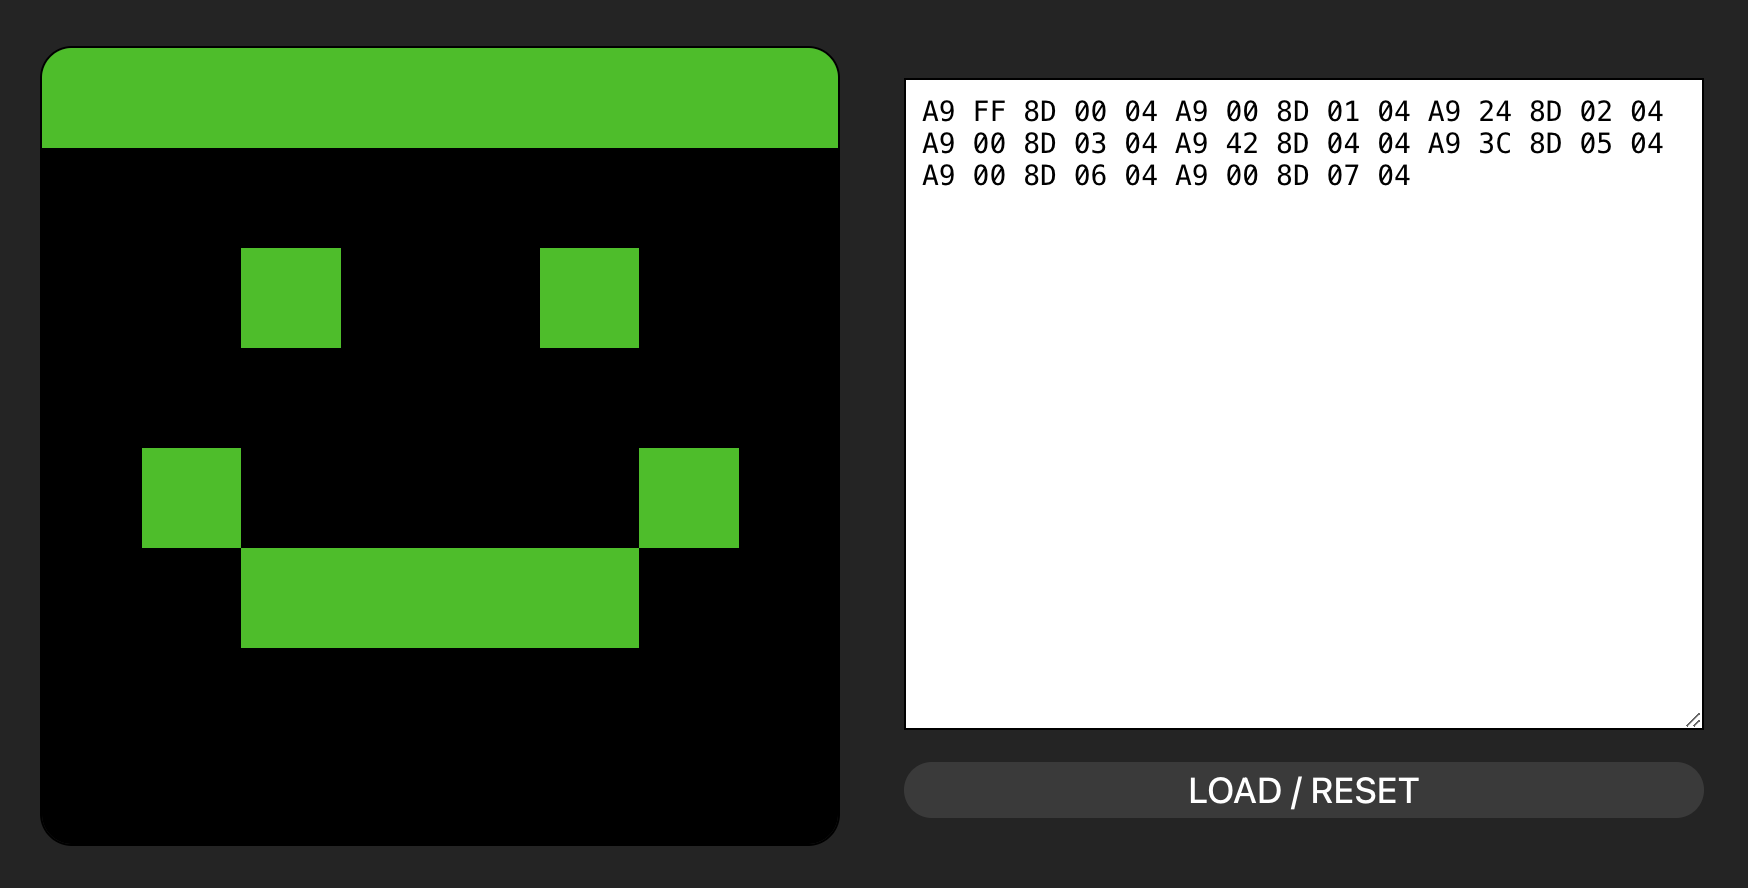 A9 FF 8D 00 04 A9 00 8D 01 04 A9 24 8D 02 04
A9 00 8D 03 04 A9 42 8D 04 04 A9 3C 8D 05 04
A9 00 8D 06 04 A9 00 8D 07 04
LOAD / RESET